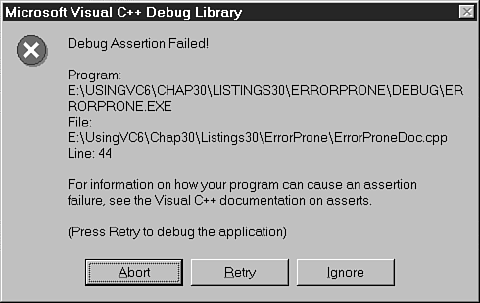 Microsoft Visual C++ Debug Library
Debug Assertion Failed!
Program:
E:\USINGVC6\CHAP30\LISTINGS30\ERRORPRONE\DEBUG\ER
RORPRONE.EXE
File:
E:\UsingVC6\Chap30\Listings30\ErrorProne\ErrorProneDoc.cpp
Line: 44
For information on how your program can cause an assertion
failure, see the Visual C++ documentation on asserts.
(Press Retry to debug the application)
Abort Retry Ignore